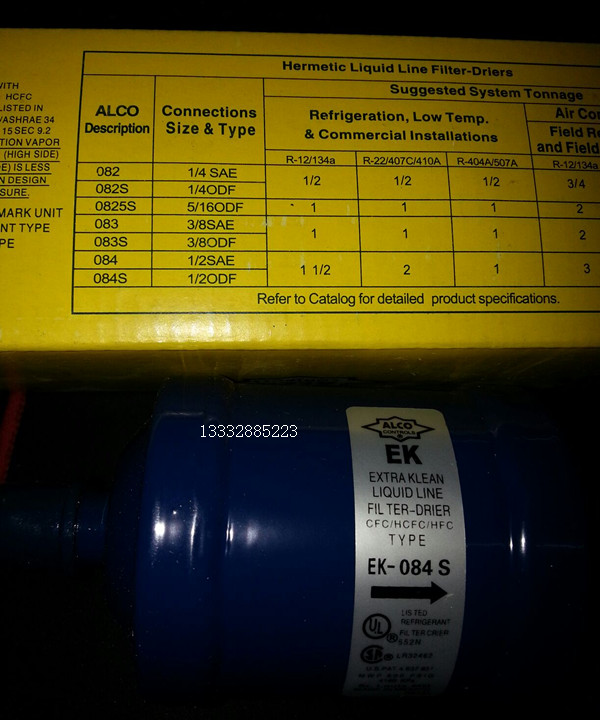 WITH
HCFC
LISTED IN
/ASHRAE 34
15 SEC 9.2
TION VAPOR
(HIGH SIDE)
E) IS LESS
N DESIGN
SURE.
MARK UNIT
NT TYPE
PE
Hermetic Liquid Line Filter-Driers
ALCO Description
Connections Size & Type
Suggested System Tonnage
Refrigeration, Low Temp. & Commercial Installations
Air Co
Field Re
and Field
R-12/134a R-22/407C/410A R-404A/507A R-12/134a
082 1/4 SAE 1/2 1/2 1/2 3/4
082S 1/4ODF
0825S 5/16ODF 1 1 1 2
083 3/8SAE 1 1 1 2
083S 3/8ODF
084 1/2SAE 1 1/2 2 1 3
084S 1/2ODF
Refer to Catalog for detailed product specifications.
13332885223
ALCO
CONTROLS
EK
EXTRA KLEAN
LIQUID LINE
FILTER-DRIER
CFC/HCFC/HFC
TYPE
EK-084 S
UL
LISTED
REFRIGERANT
FILTER DRIER
552N
LR32462